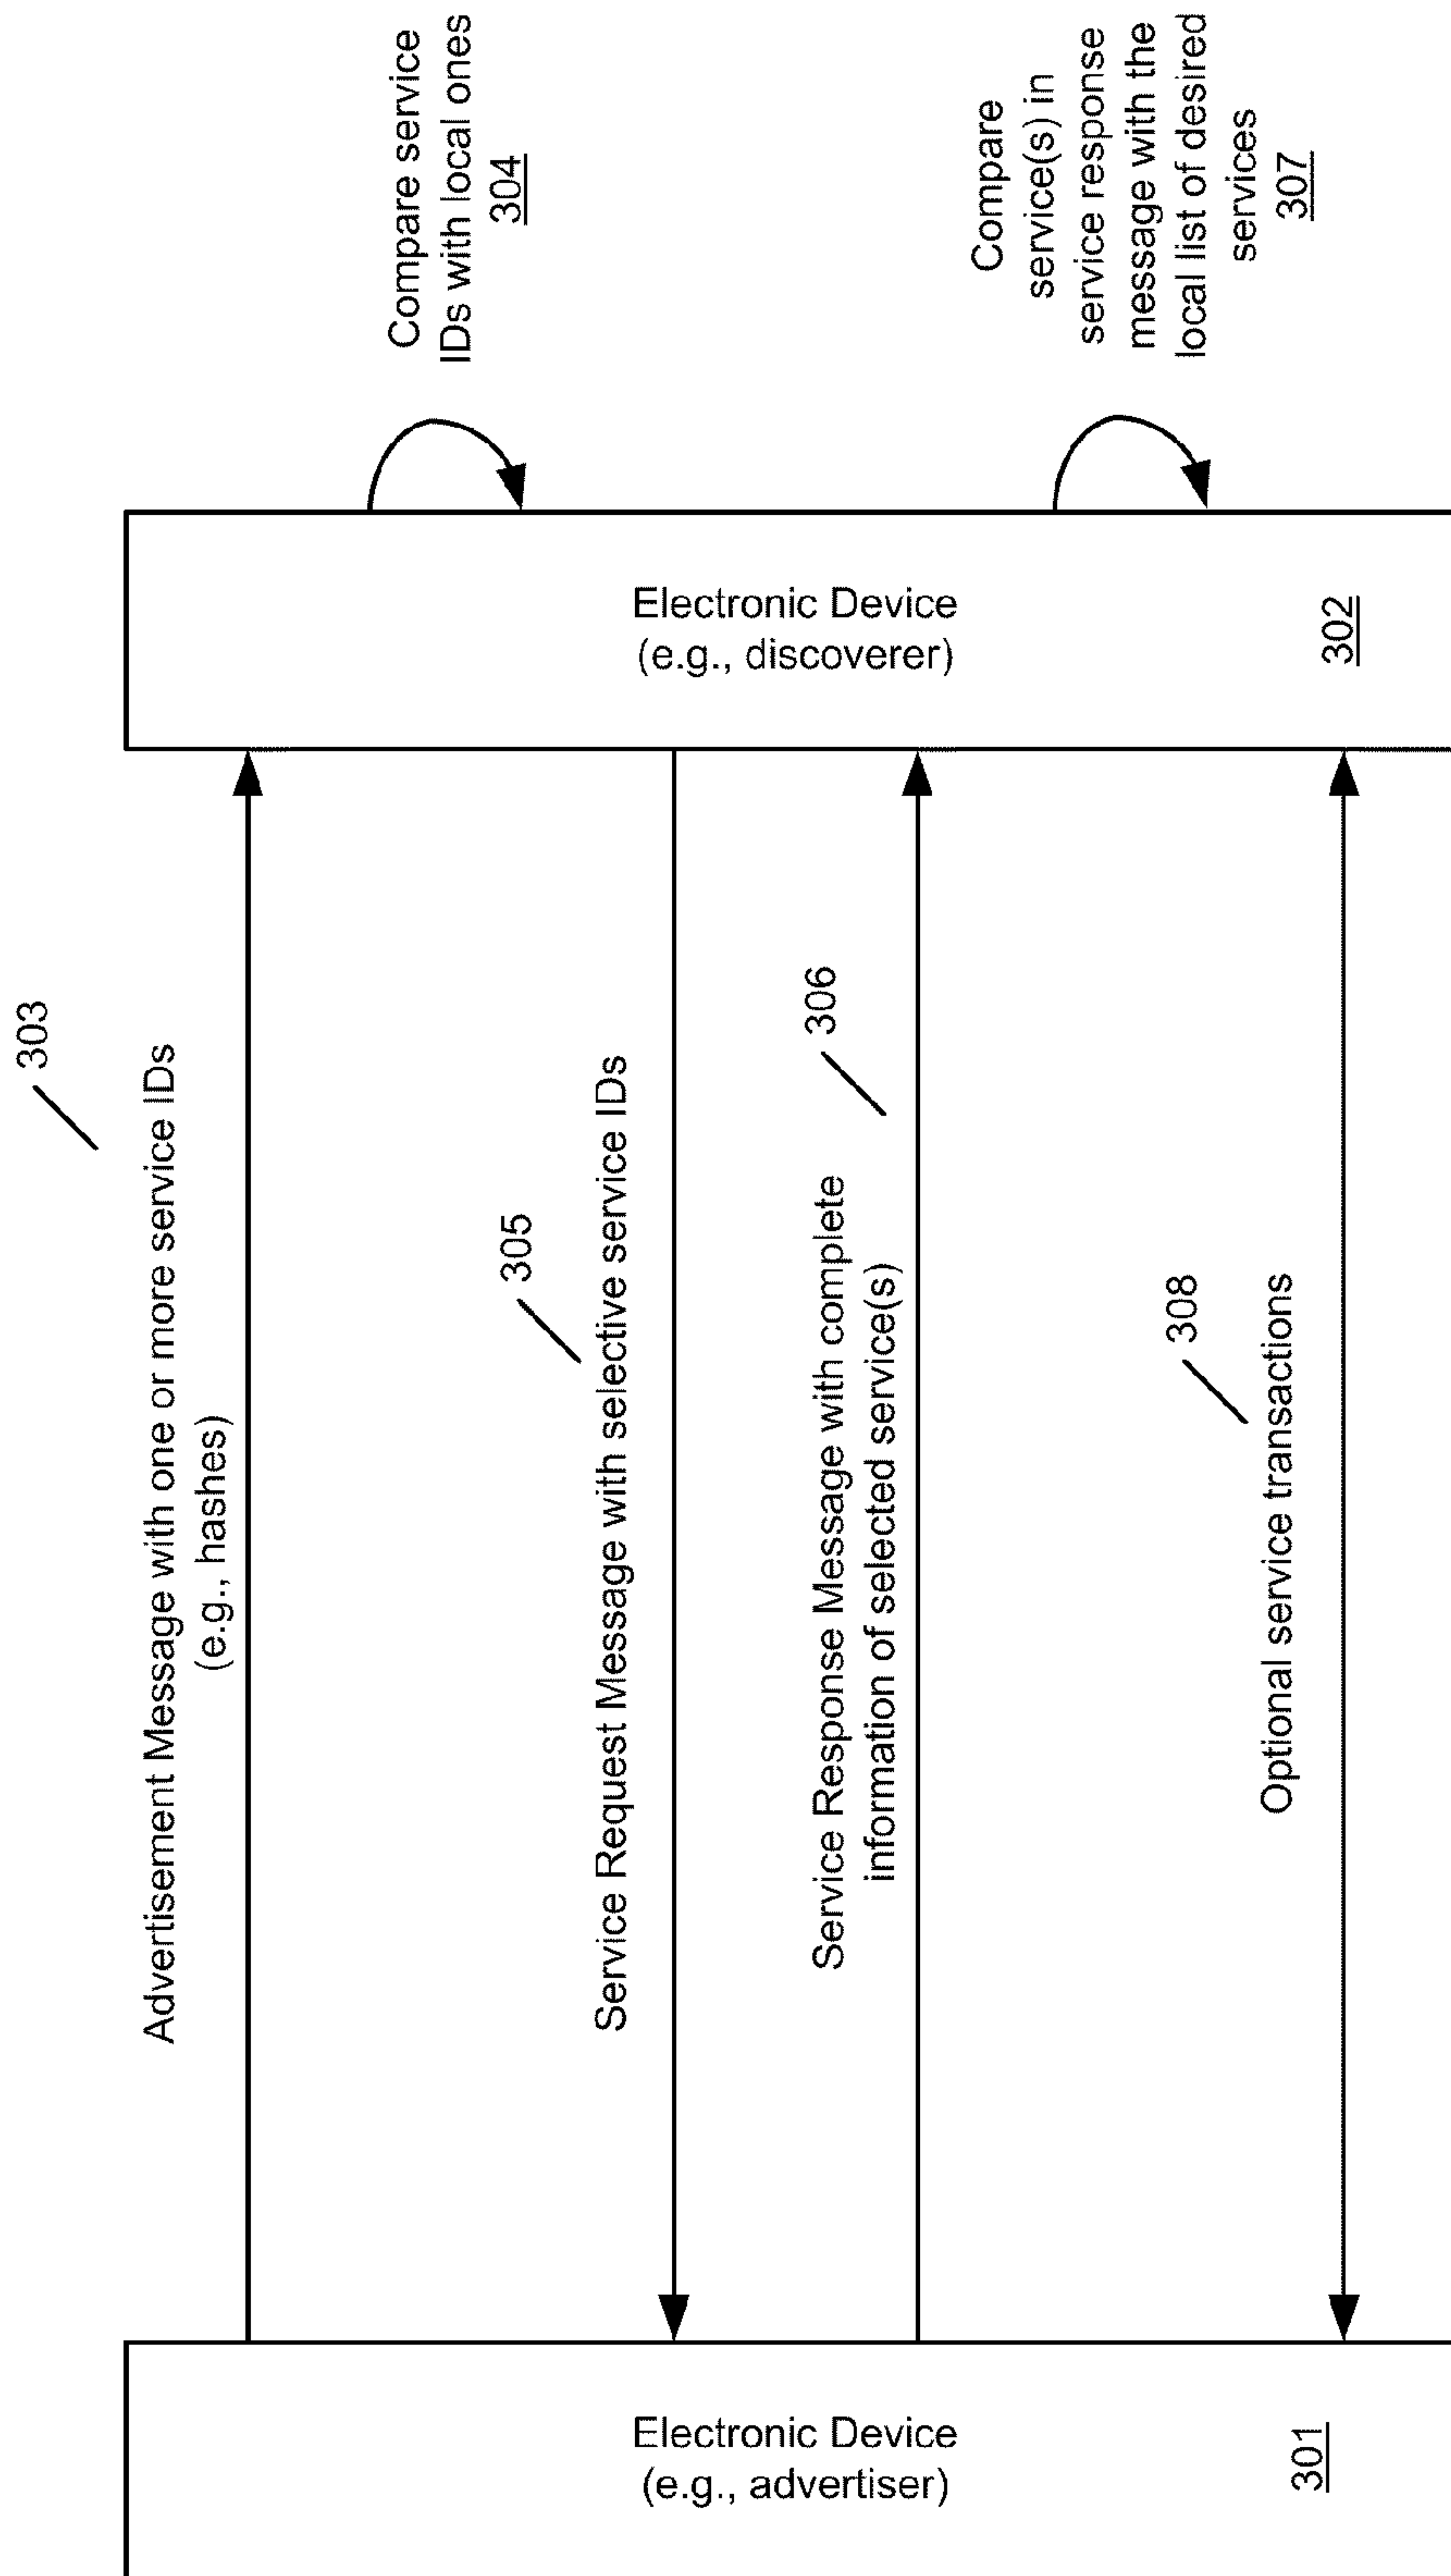 303
Advertisement Message with one or more service IDs
(e.g., hashes)
Compare service
IDs with local ones
304
305
Service Request Message with selective service IDs
306
Service Response Message with complete
information of selected service(s)
Compare
service(s) in
service response
message with the
local list of desired
services
307
308
Optional service transactions
Electronic Device
(e.g., advertiser)
301
Electronic Device
(e.g., discoverer)
302